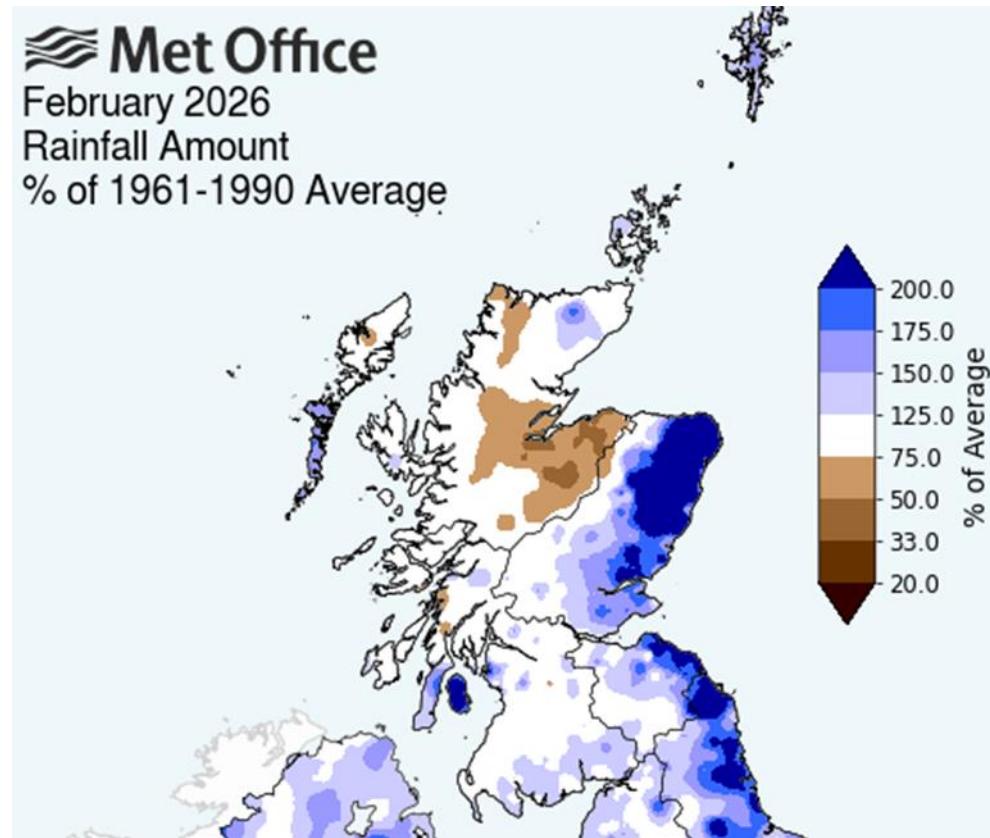 Met Office
February 2026
Rainfall Amount
% of 1961-1990 Average
200.0
175.0
150.0
125.0
75.0
50.0
33.0
20.0
% of Average